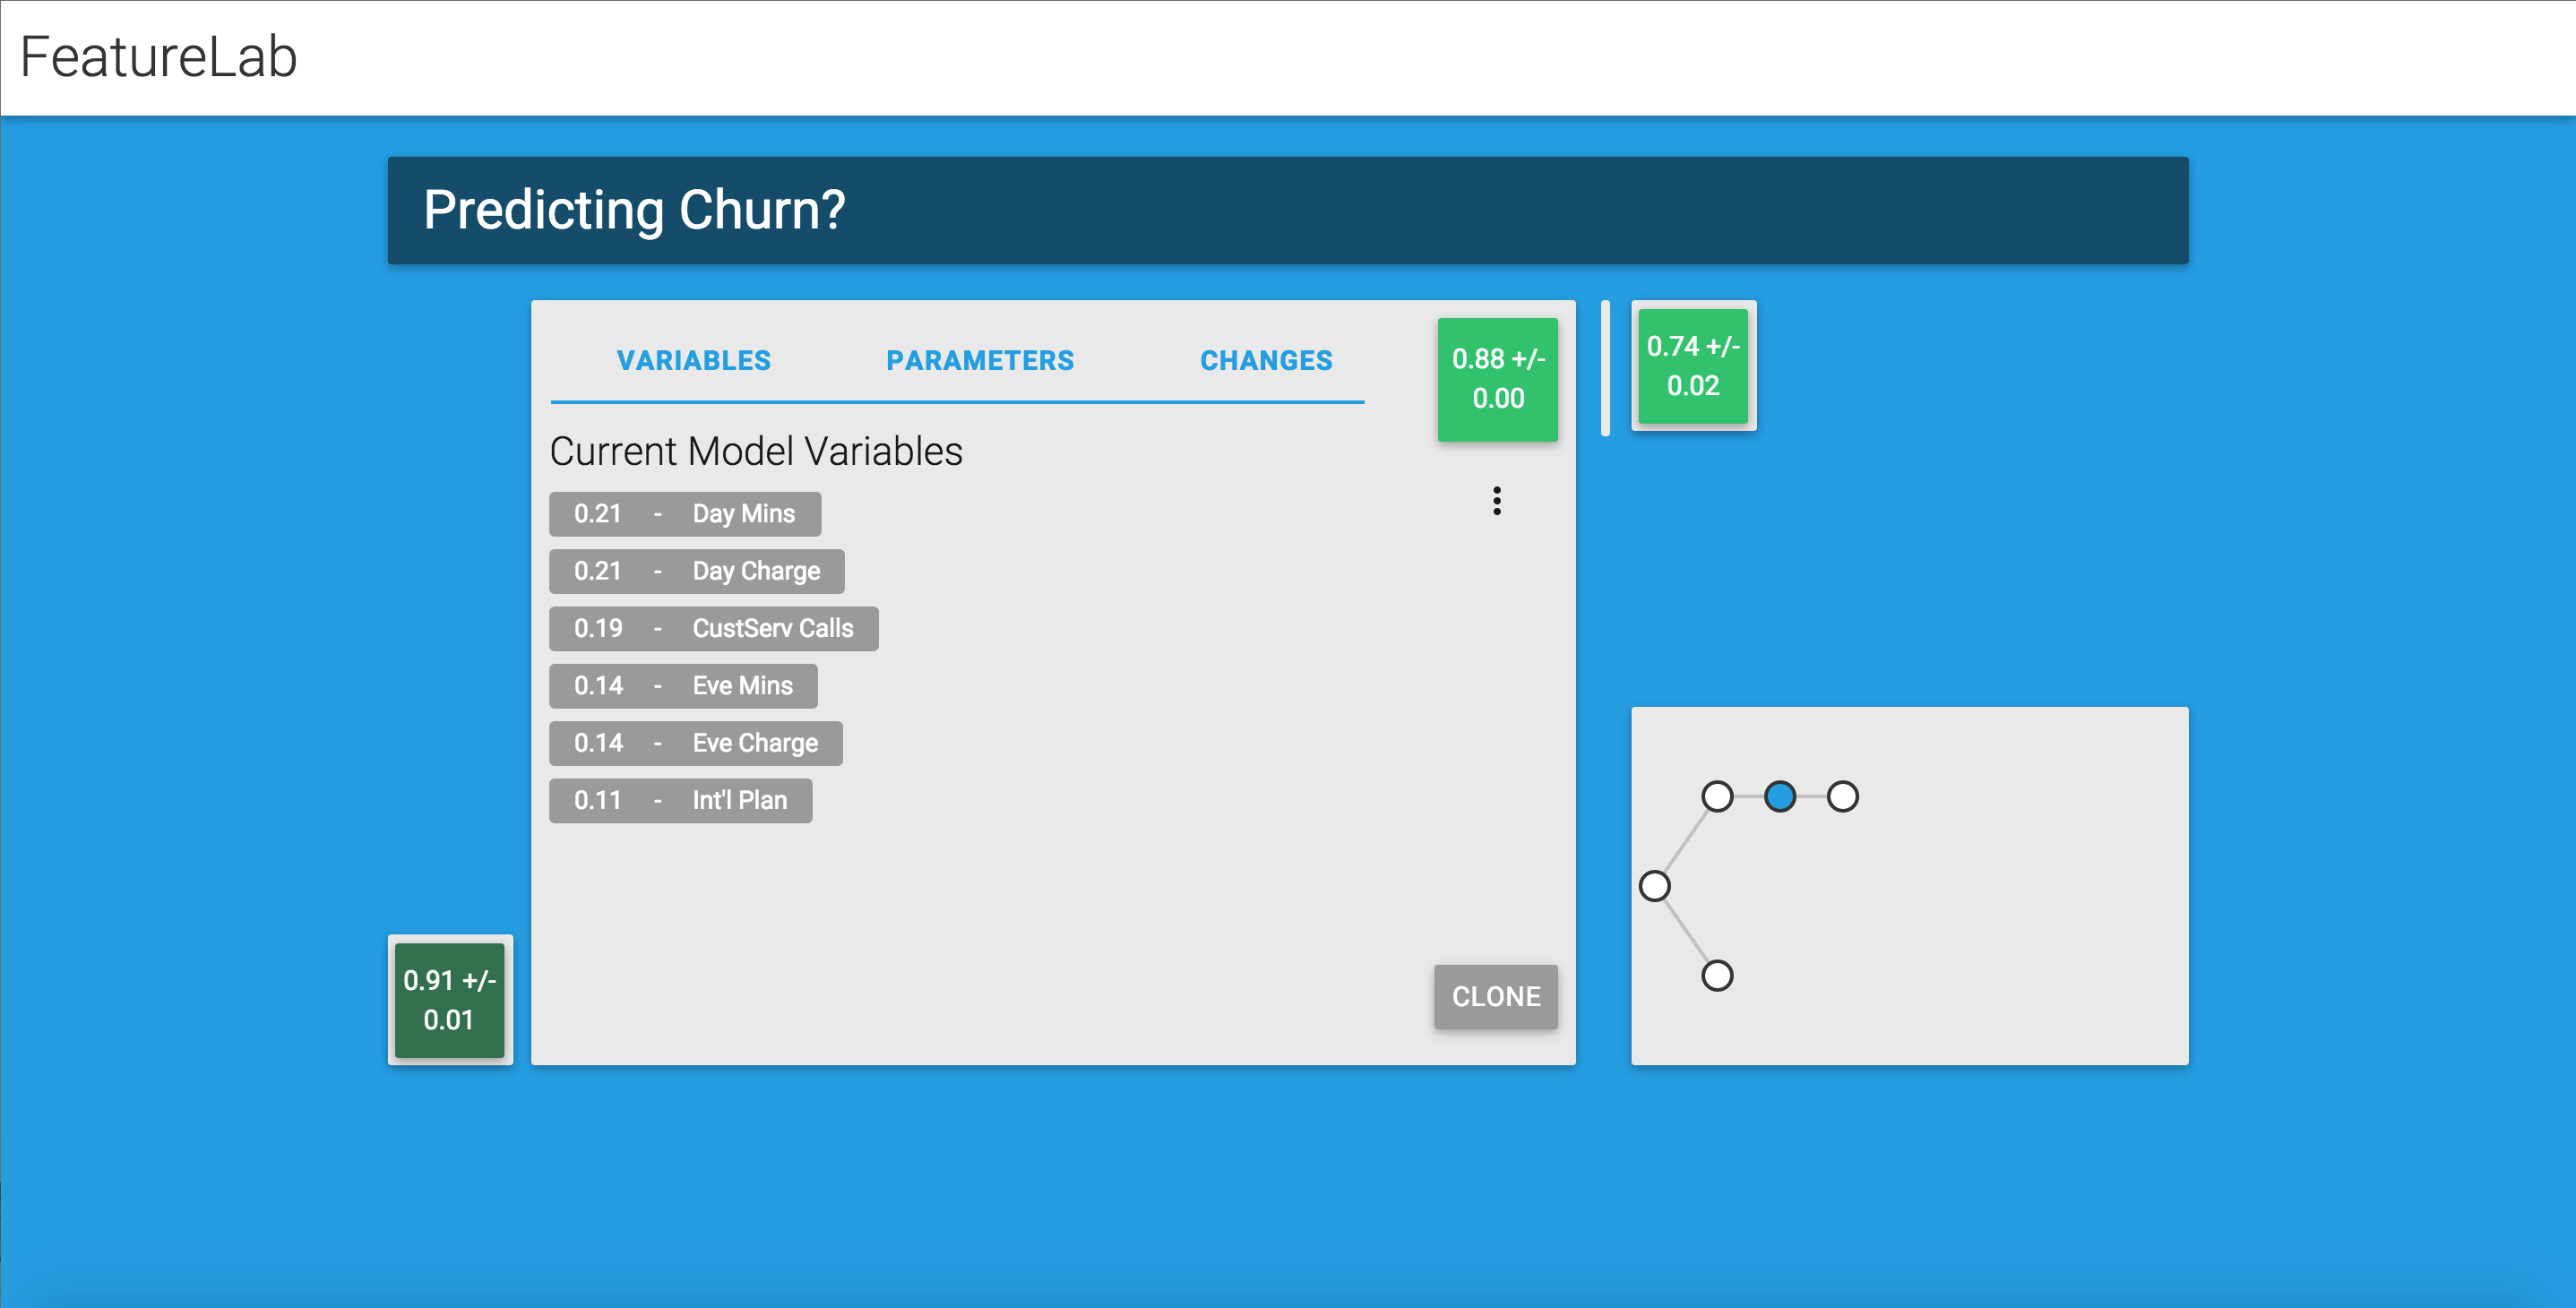 FeatureLab
Predicting Churn?
VARIABLES PARAMETERS CHANGES
0.88 +/-
0.00
0.74 +/-
0.02
Current Model Variables
0.21 - Day Mins
0.21 - Day Charge
0.19 - CustServ Calls
0.14 - Eve Mins
0.14 - Eve Charge
0.11 - Int'l Plan
0.91 +/-
0.01
CLONE